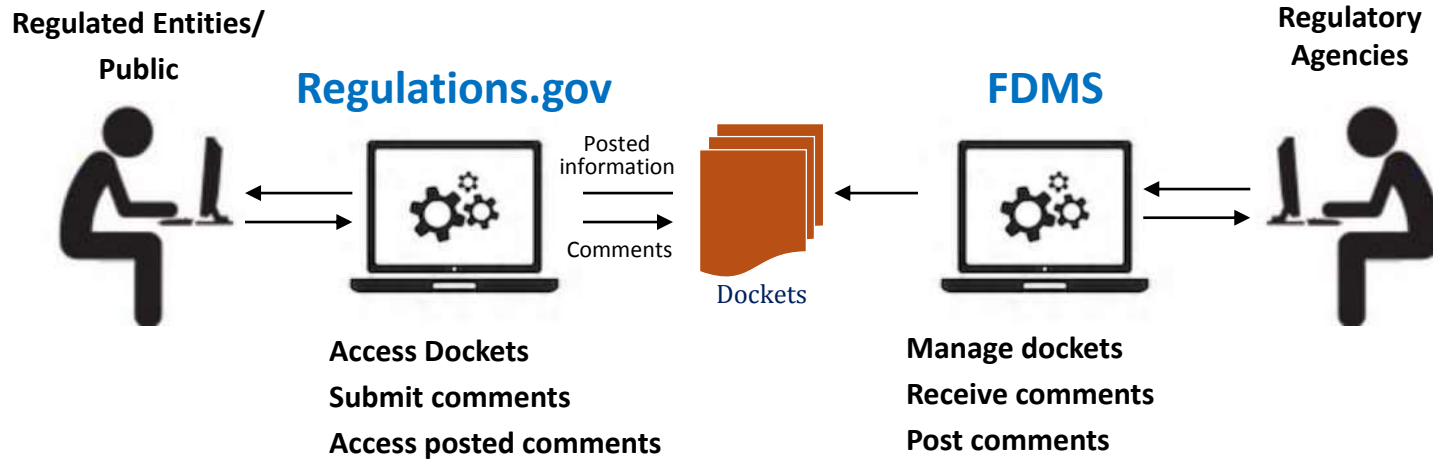 Regulated Entities/
Public
Regulations.gov
FDMS
Regulatory
Agencies
Posted
information
Comments
Dockets
Access Dockets
Submit comments
Access posted comments
Manage dockets
Receive comments
Post comments